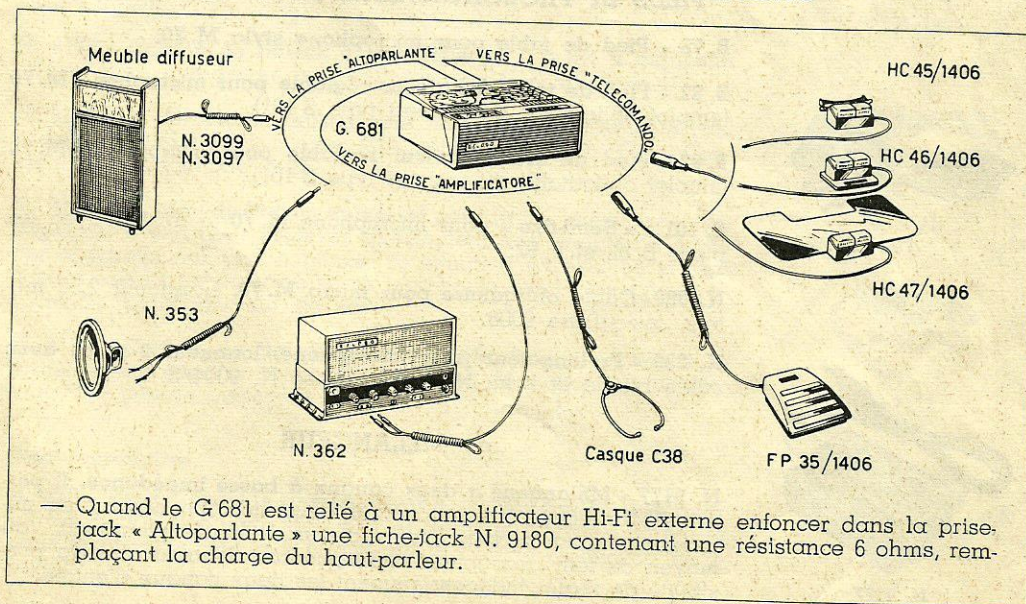 Meuble diffuseur
N. 3099
N. 3097
VERS LA PRISE "ALTOPARLANTE"
VERS LA PRISE "TELECOMANDO"
G. 681
VERS LA PRISE "AMPLIFICATORE"
HC 45/1406
HC 46/1406
HC 47/1406
N. 353
N. 362
Casque C38
FP 35/1406
— Quand le G 681 est relié à un amplificateur Hi-Fi externe enfoncer dans la prise-
jack « Altoparlante » une fiche-jack N. 9180, contenant une résistance 6 ohms, rem-
plaçant la charge du haut-parleur.